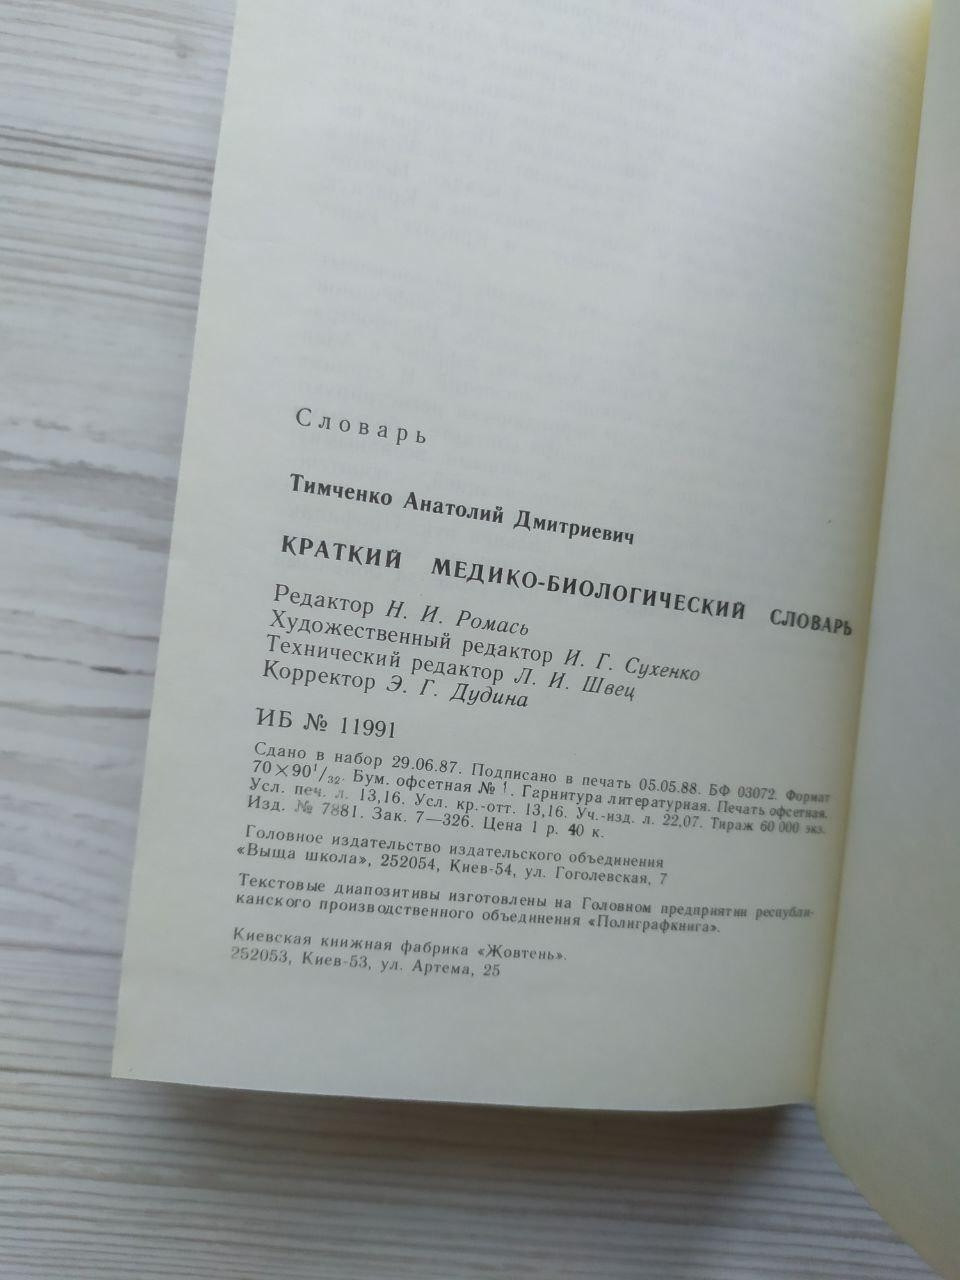 Словарь
Тимченко Анатолий Дмитриевич
КРАТКИЙ МЕДИКО-БИОЛОГИЧЕСКИЙ СЛОВАРЬ
Редактор Н. И. Ромась
Художественный редактор И. Г. Сухенко
Технический редактор Л. И. Швец
Корректор Э. Г. Дудина
ИБ № 11991
Сдано в набор 29.06.87. Подписано в печать 05.05.88. БФ 03072. Формат
70×90¹/₃₂. Бум. офсетная № 1. Гарнитура литературная. Печать офсетная.
Усл. печ. л. 13,16. Усл. кр.-отт. 13,16. Уч.-изд. л. 22,07. Тираж 60 000 экз.
Изд. № 7881. Зак. 7—326. Цена 1 р. 40 к.
Головное издательство издательского объединения
«Выща школа», 252054, Киев-54, ул. Гоголевская, 7
Текстовые диапозитивы изготовлены на Головном предприятии республи-
канского производственного объединения «Полиграфкнига».
Киевская книжная фабрика «Жовтень».
252053, Киев-53, ул. Артема, 25